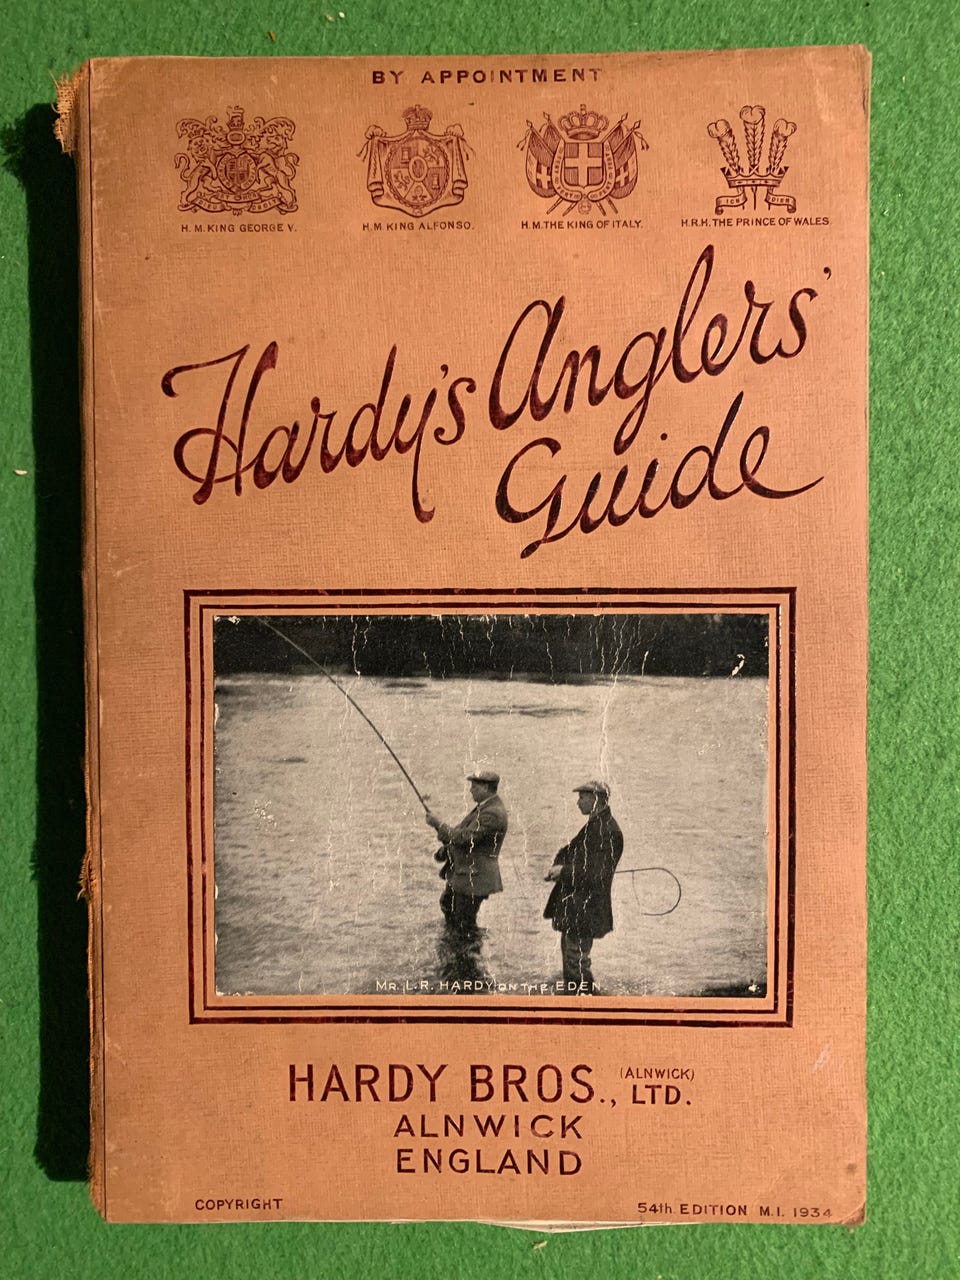 BY APPOINTMENT
H.M. KING GEORGE V.
H.M KING ALFONSO.
H.M. THE KING OF ITALY.
H.R.H. THE PRINCE OF WALES
Hardy's Anglers'
Guide
MR. L.R. HARDY ON THE EDEN.
HARDY BROS., (ALNWICK) LTD.
ALNWICK
ENGLAND
COPYRIGHT
54th EDITION M.I. 1934